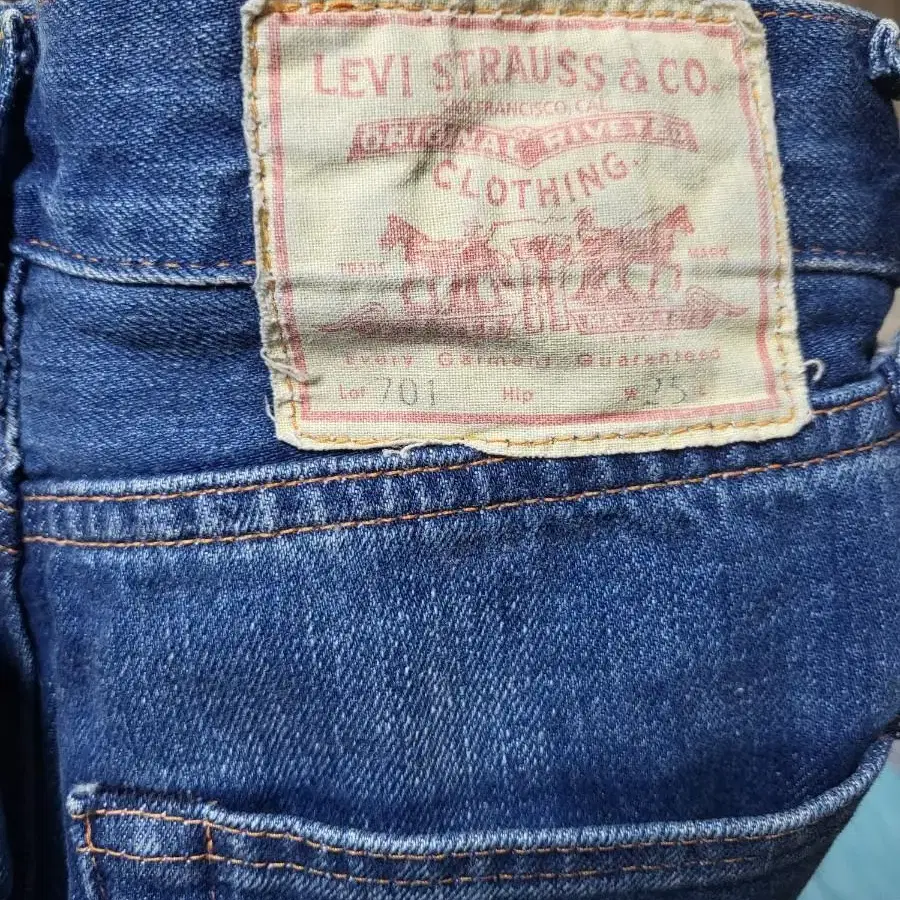 LEVI STRAUSS & CO.
SAN FRANCISCO, CAL.
ORIGINAL RIVETED
CLOTHING.
TRADE MARK
Every Garment Guaranteed
Lot 701 Hip W 25 L